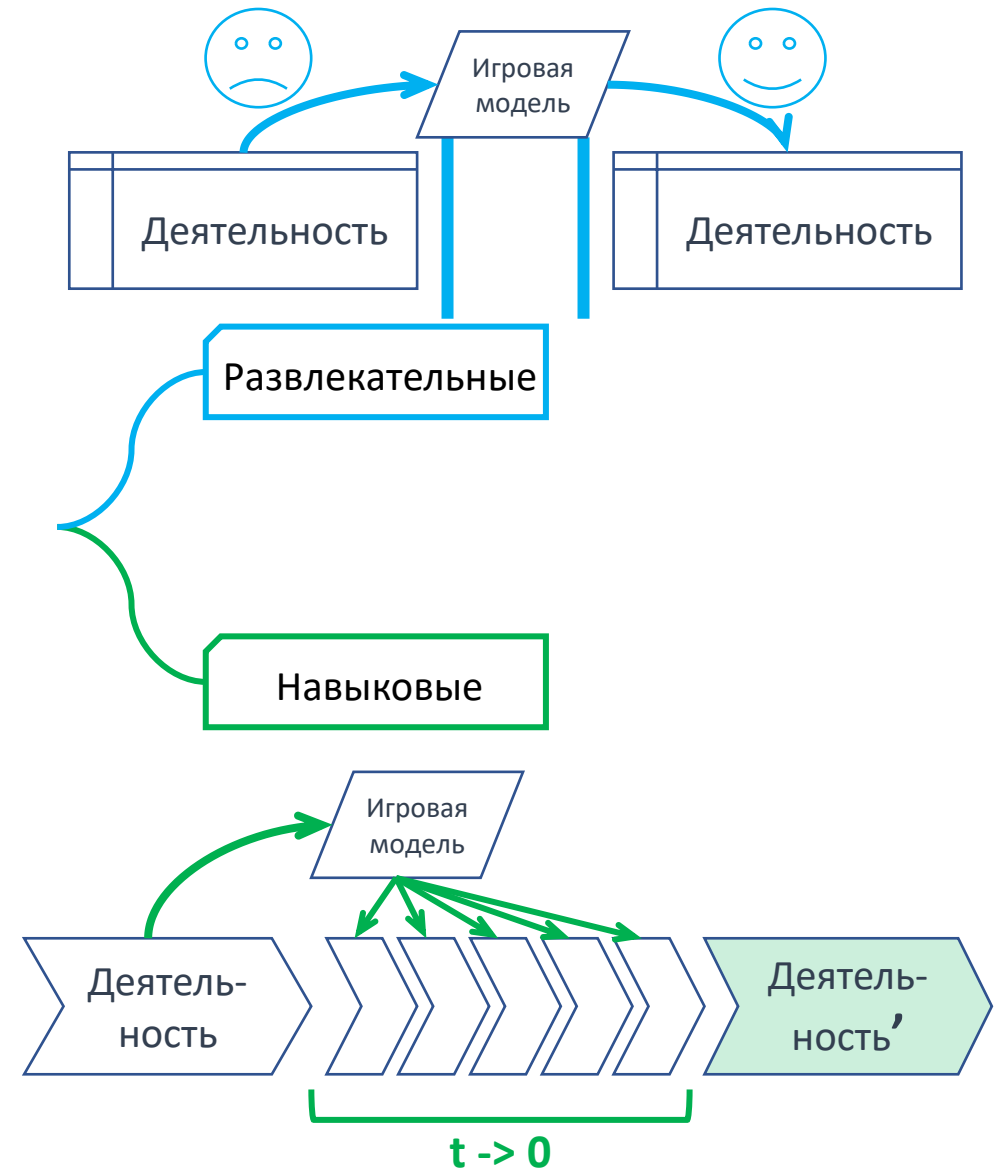 Игровая
модель
Деятельность
Деятельность
Развлекательные
Навыковые
Игровая
модель
Деятель-
ность
Деятель-
ность’
t -> 0